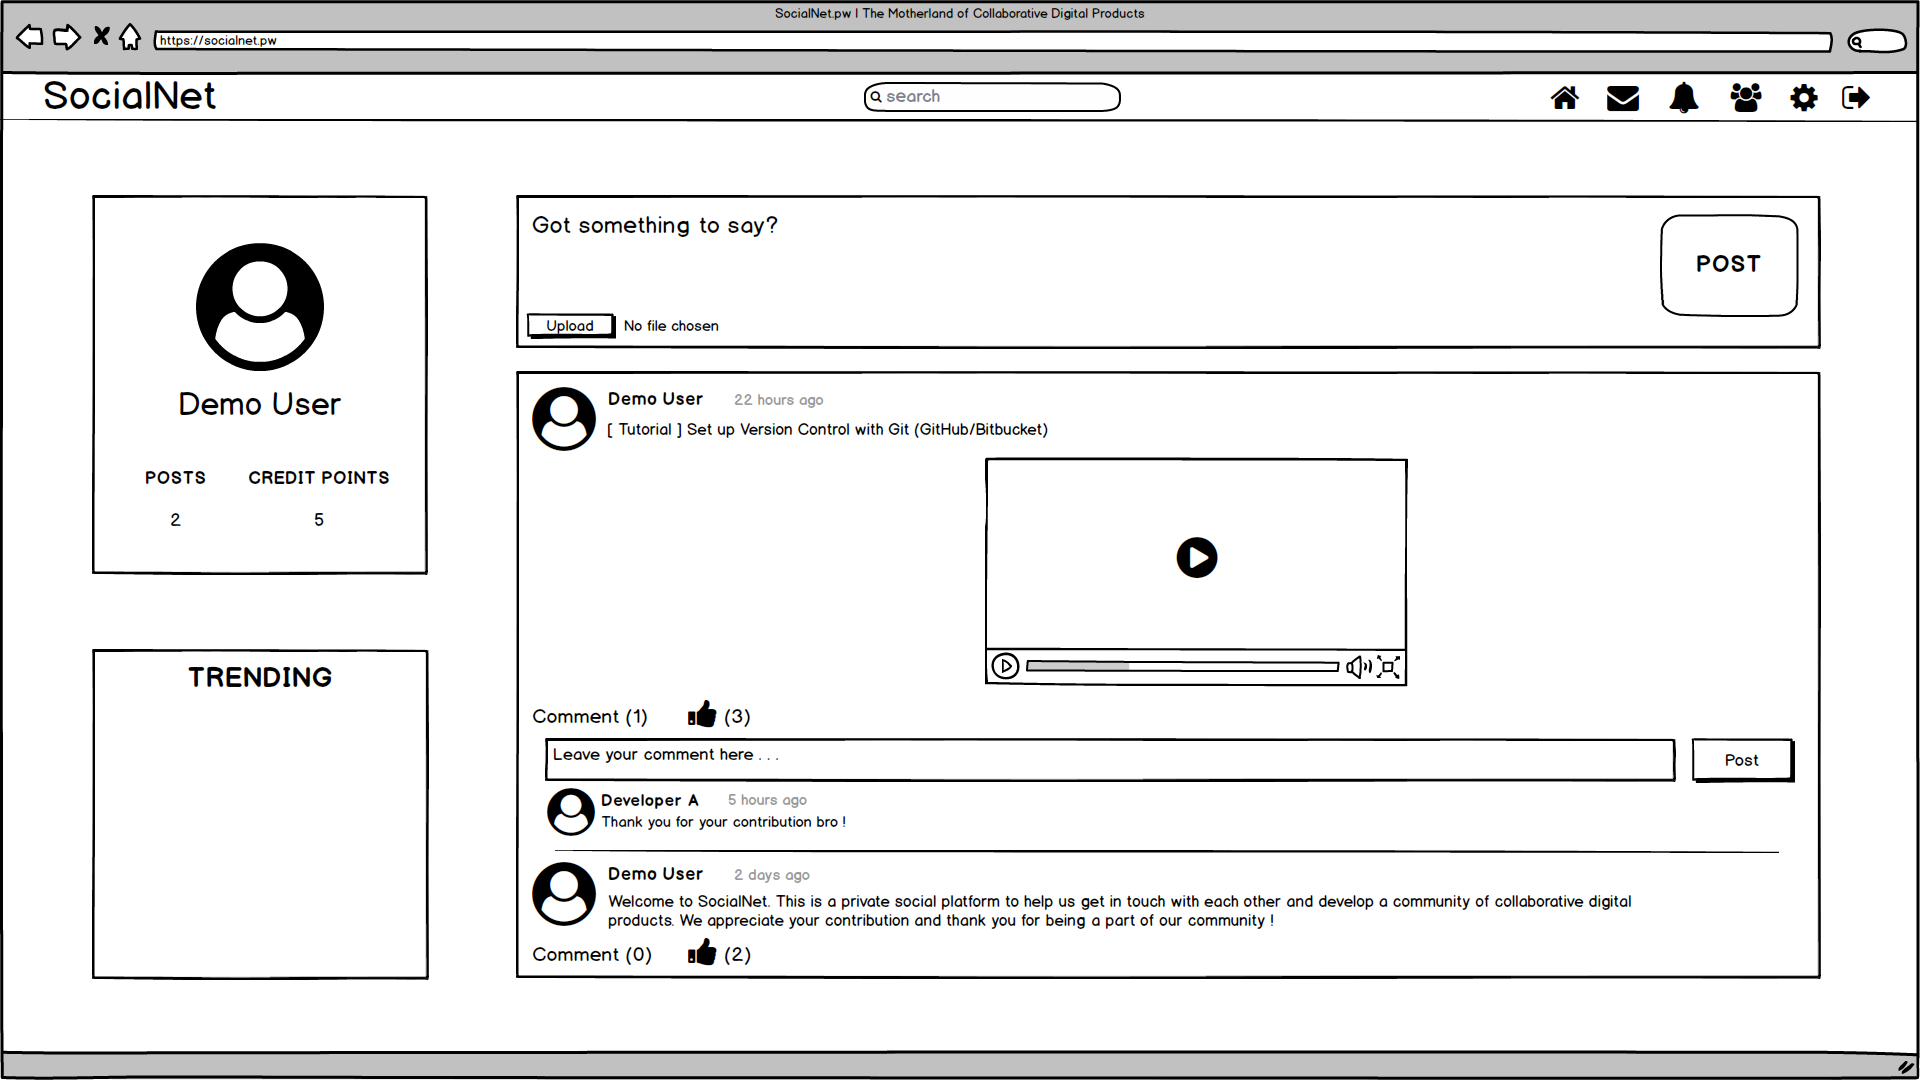 SocialNet.pw | The Motherland of Collaborative Digital Products
https://socialnet.pw
SocialNet
search
Demo User
POSTS CREDIT POINTS
2 5
TRENDING
Got something to say?
POST
Upload No file chosen
Demo User 22 hours ago
[ Tutorial ] Set up Version Control with Git (GitHub/Bitbucket)
Comment (1) (3)
Leave your comment here . . .
Post
Developer A 5 hours ago
Thank you for your contribution bro !
Demo User 2 days ago
Welcome to SocialNet. This is a private social platform to help us get in touch with each other and develop a community of collaborative digital
products. We appreciate your contribution and thank you for being a part of our community !
Comment (0) (2)